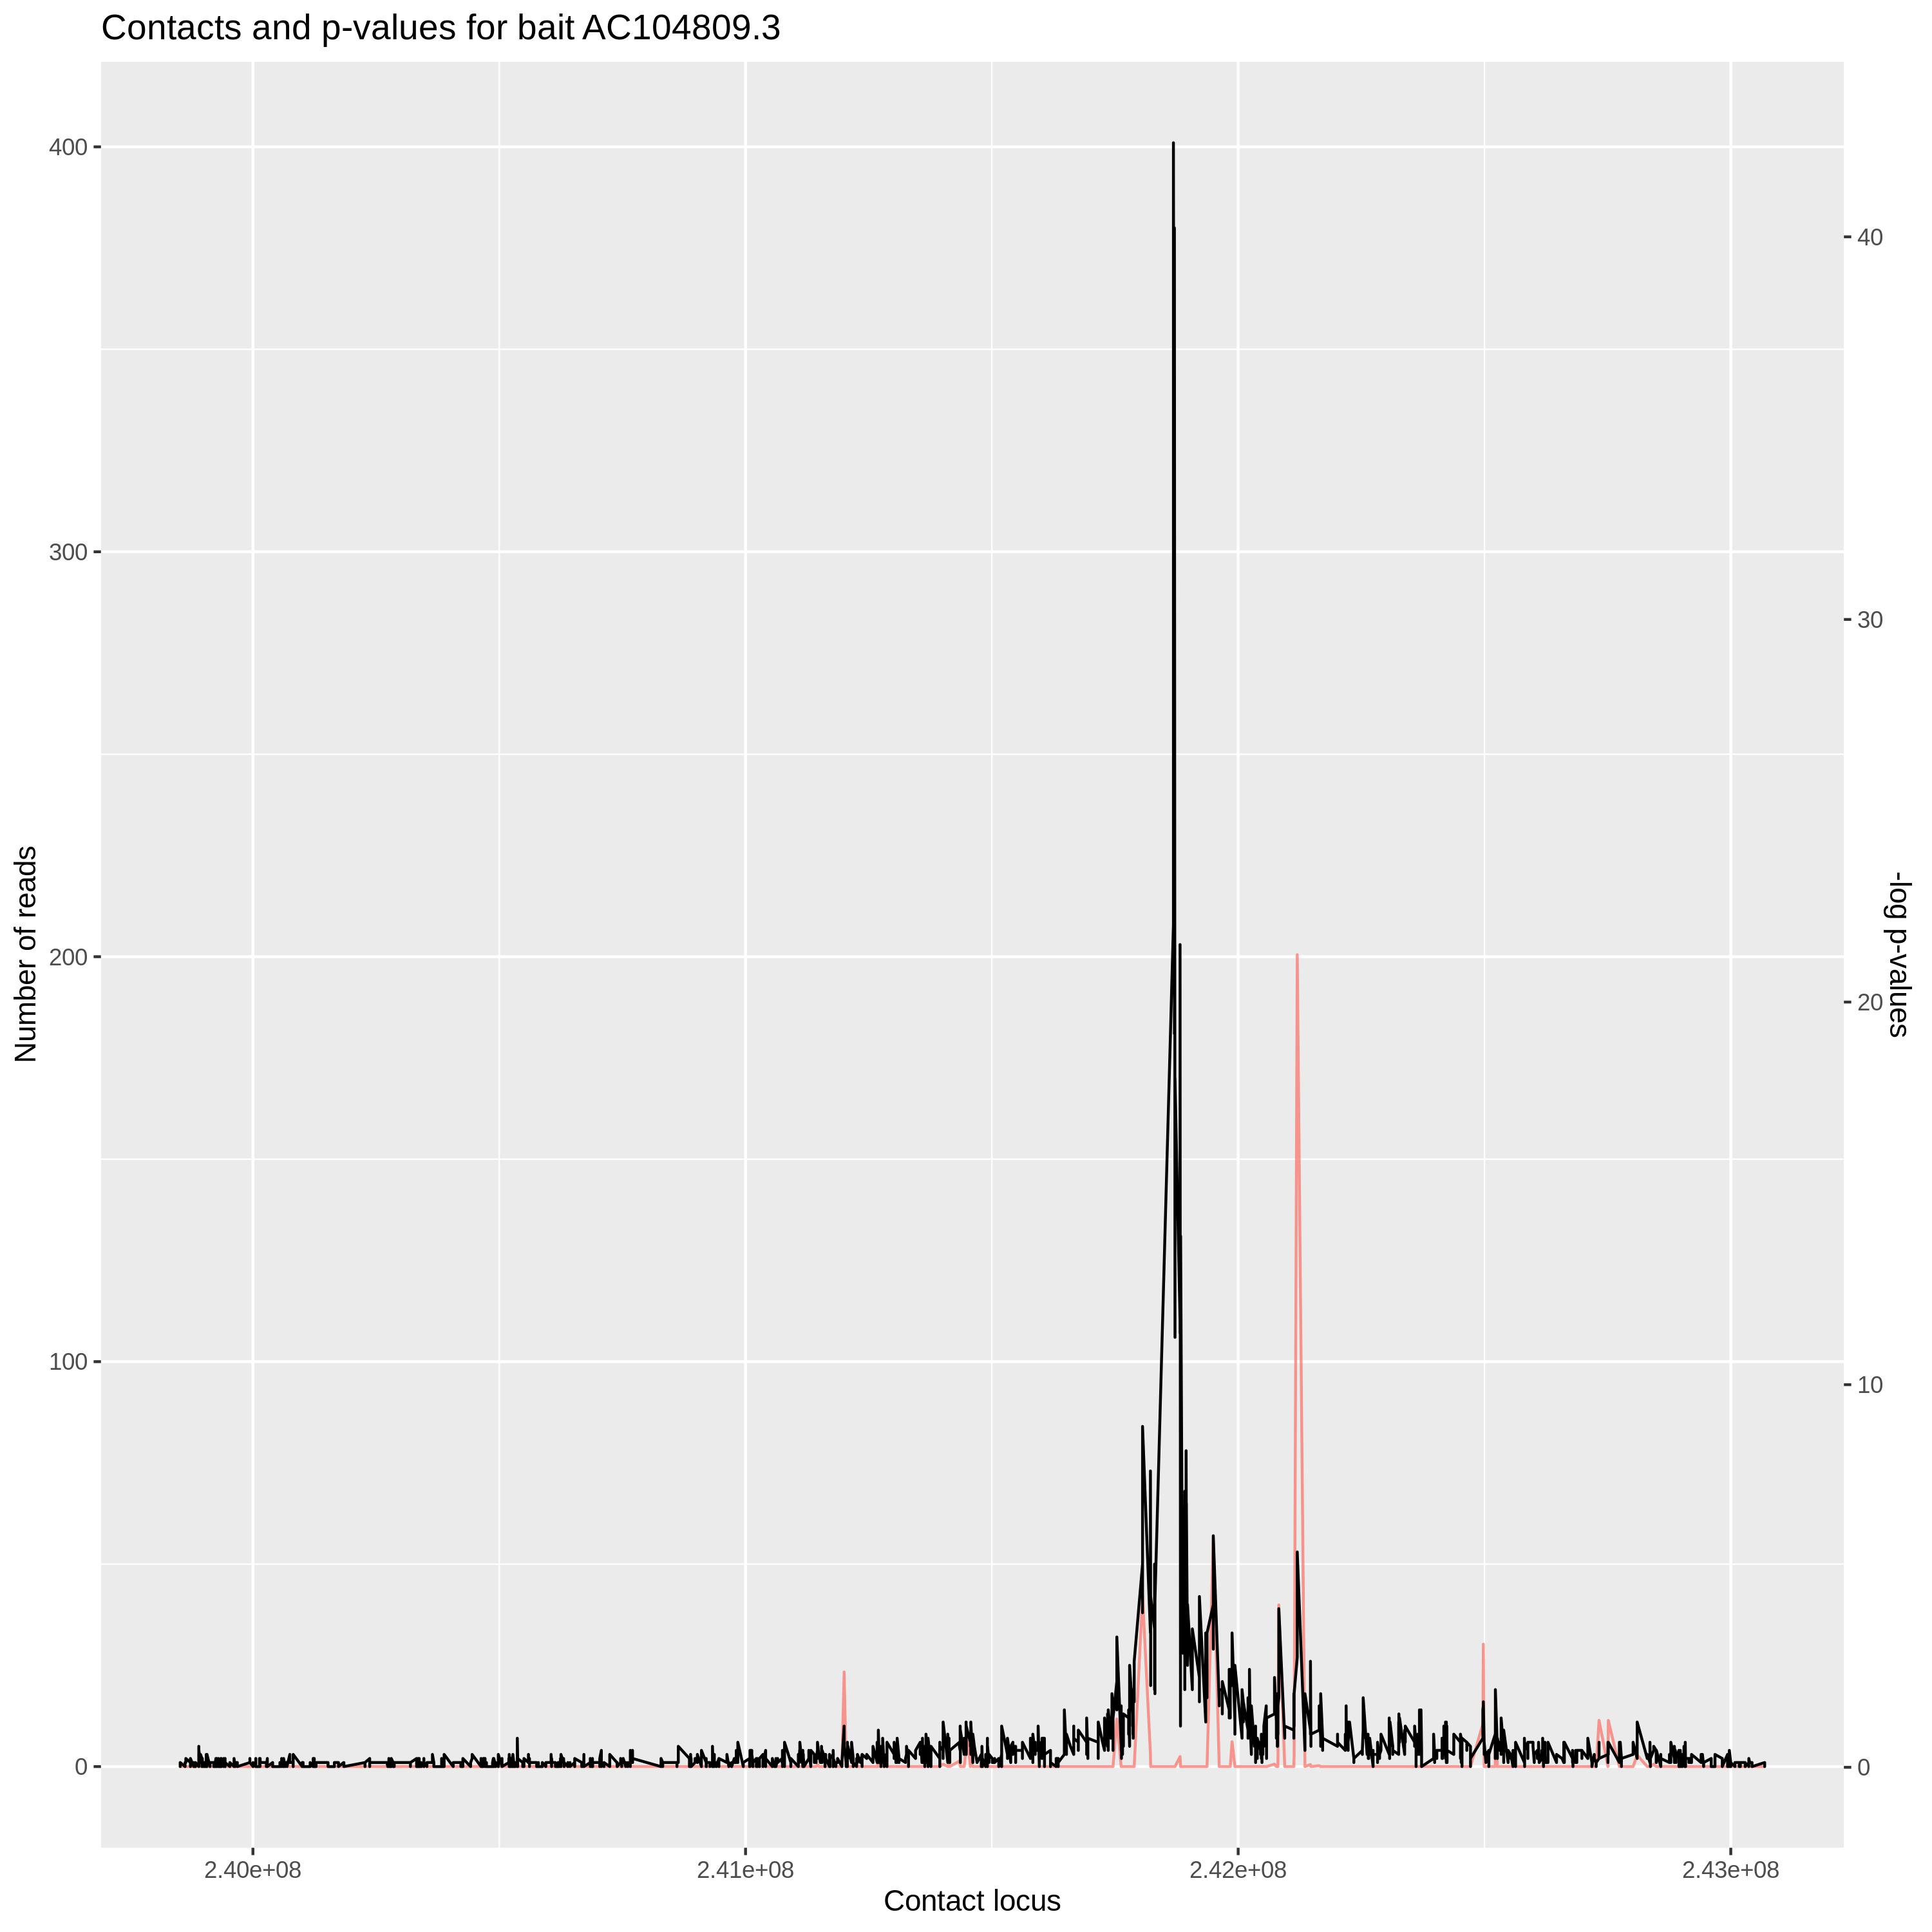 Contacts and p-values for bait AC104809.3
400
300
200
100
0
Number of reads
40
30
20
10
0
-log p-values
2.40e+08
2.41e+08
2.42e+08
2.43e+08
Contact locus